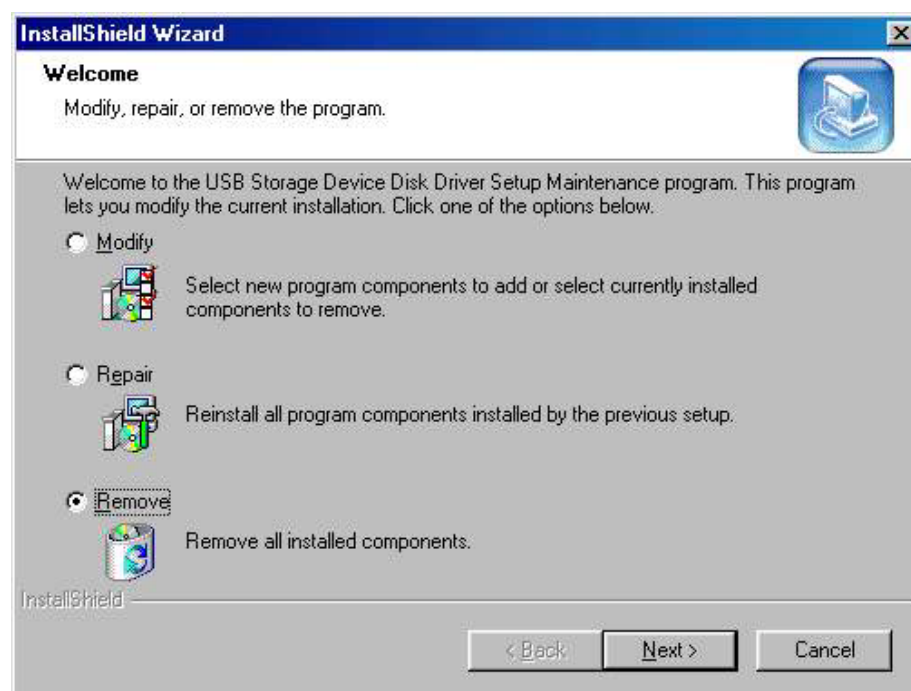 InstallShield Wizard
Welcome
Modify, repair, or remove the program.
Welcome to the USB Storage Device Disk Driver Setup Maintenance program. This program
lets you modify the current installation. Click one of the options below.
Modify
Select new program components to add or select currently installed
components to remove.
Repair
Reinstall all program components installed by the previous setup.
Remove
Remove all installed components.
InstallShield
< Back Next > Cancel